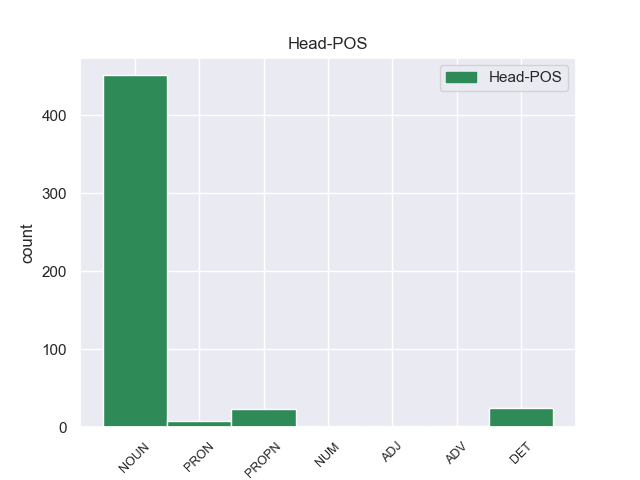 Head-POS
Head-POS
400
300
200
100
0
count
NOUN
PRON
PROPN
NUM
ADJ
ADV
DET